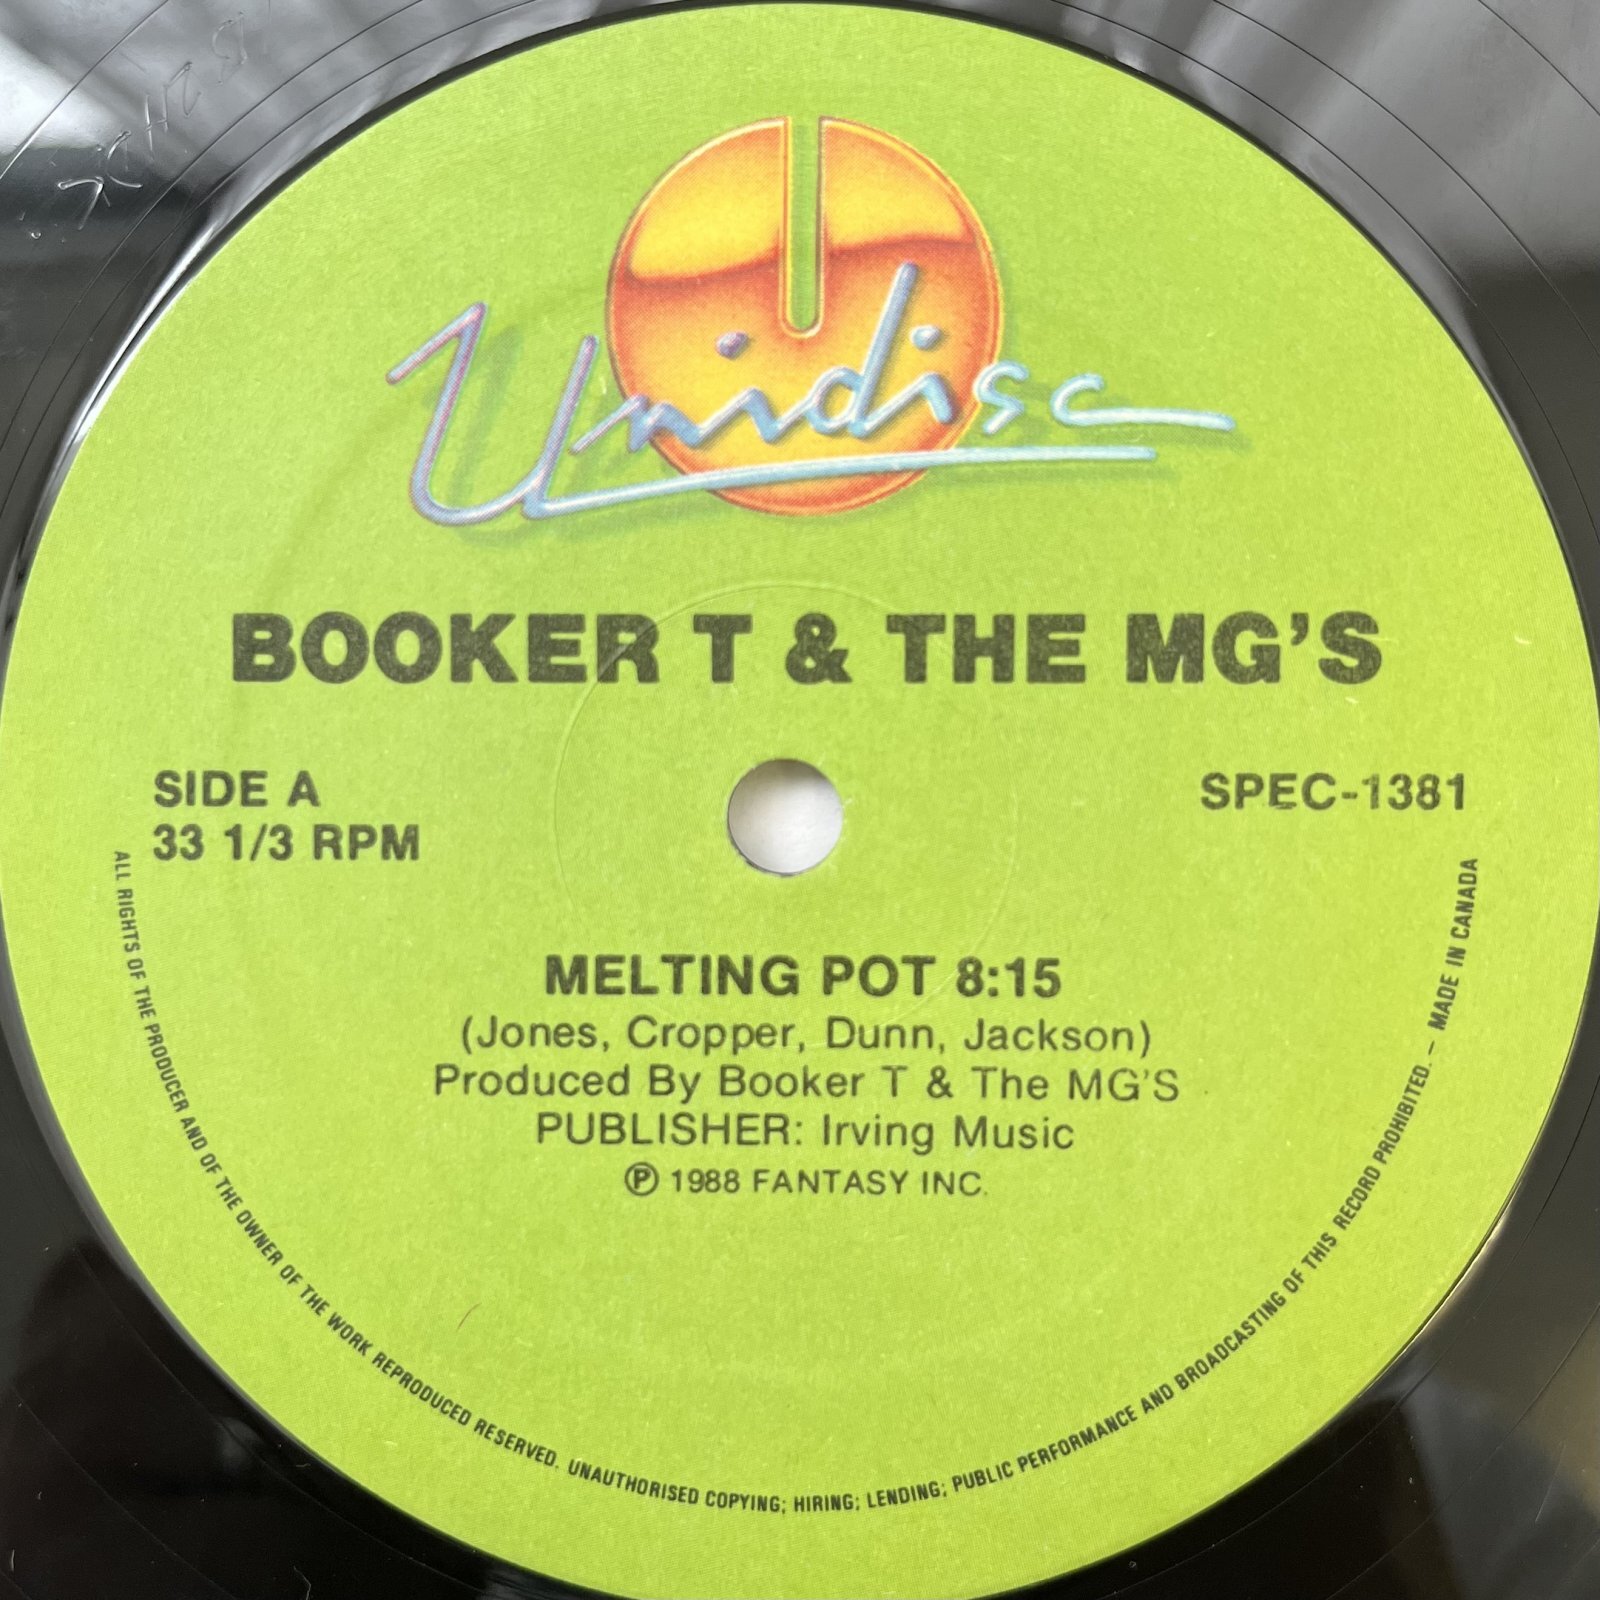 Unidisc
BOOKER T & THE MG'S
SIDE A
33 1/3 RPM
SPEC-1381
MELTING POT 8:15
(Jones, Cropper, Dunn, Jackson)
Produced By Booker T & The MG'S
PUBLISHER: Irving Music
Ⓟ 1988 FANTASY INC.
ALL RIGHTS OF THE PRODUCER AND OF THE OWNER OF THE WORK REPRODUCED RESERVED. UNAUTHORISED COPYING; HIRING; LENDING; PUBLIC PERFORMANCE AND BROADCASTING OF THIS RECORD PROHIBITED. – MADE IN CANADA